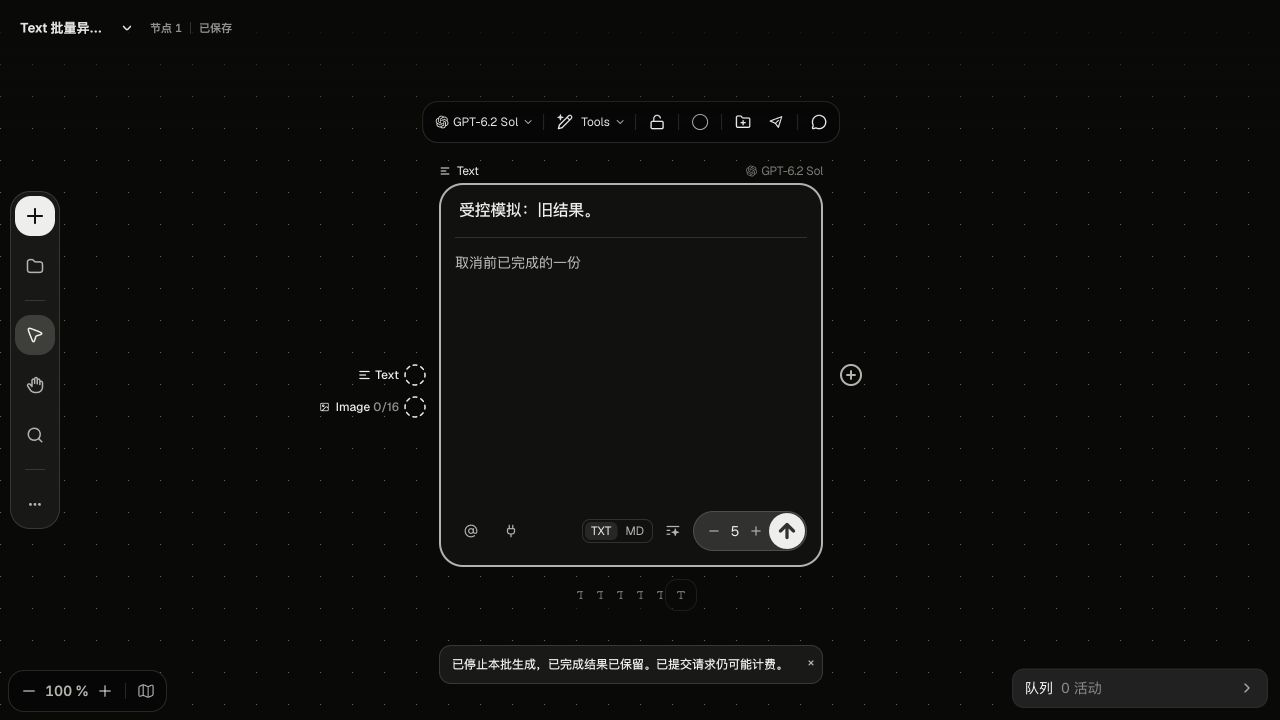 Text 批量异...
节点 1
已保存
GPT-6.2 Sol
Tools
Text
GPT-6.2 Sol
受控模拟：旧结果。
取消前已完成的一份
Text
Image 0/16
TXT
MD
5
已停止本批生成，已完成结果已保留。已提交请求仍可能计费。
100 %
队列 0 活动